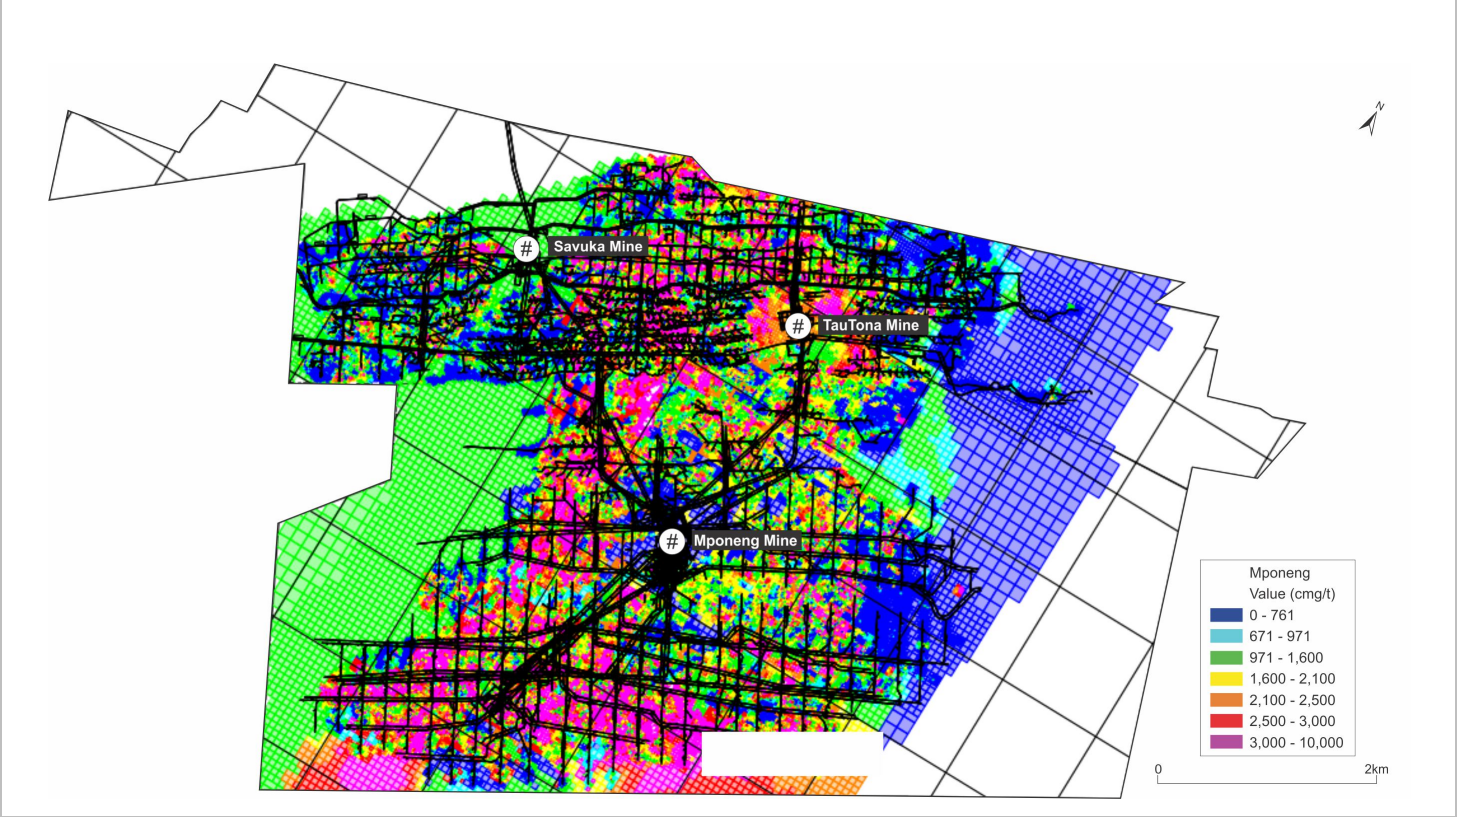 N
# Savuka Mine
# TauTona Mine
# Mponeng Mine
Mponeng
Value (cmg/t)
0 - 761
671 - 971
971 - 1,600
1,600 - 2,100
2,100 - 2,500
2,500 - 3,000
3,000 - 10,000
0 2km